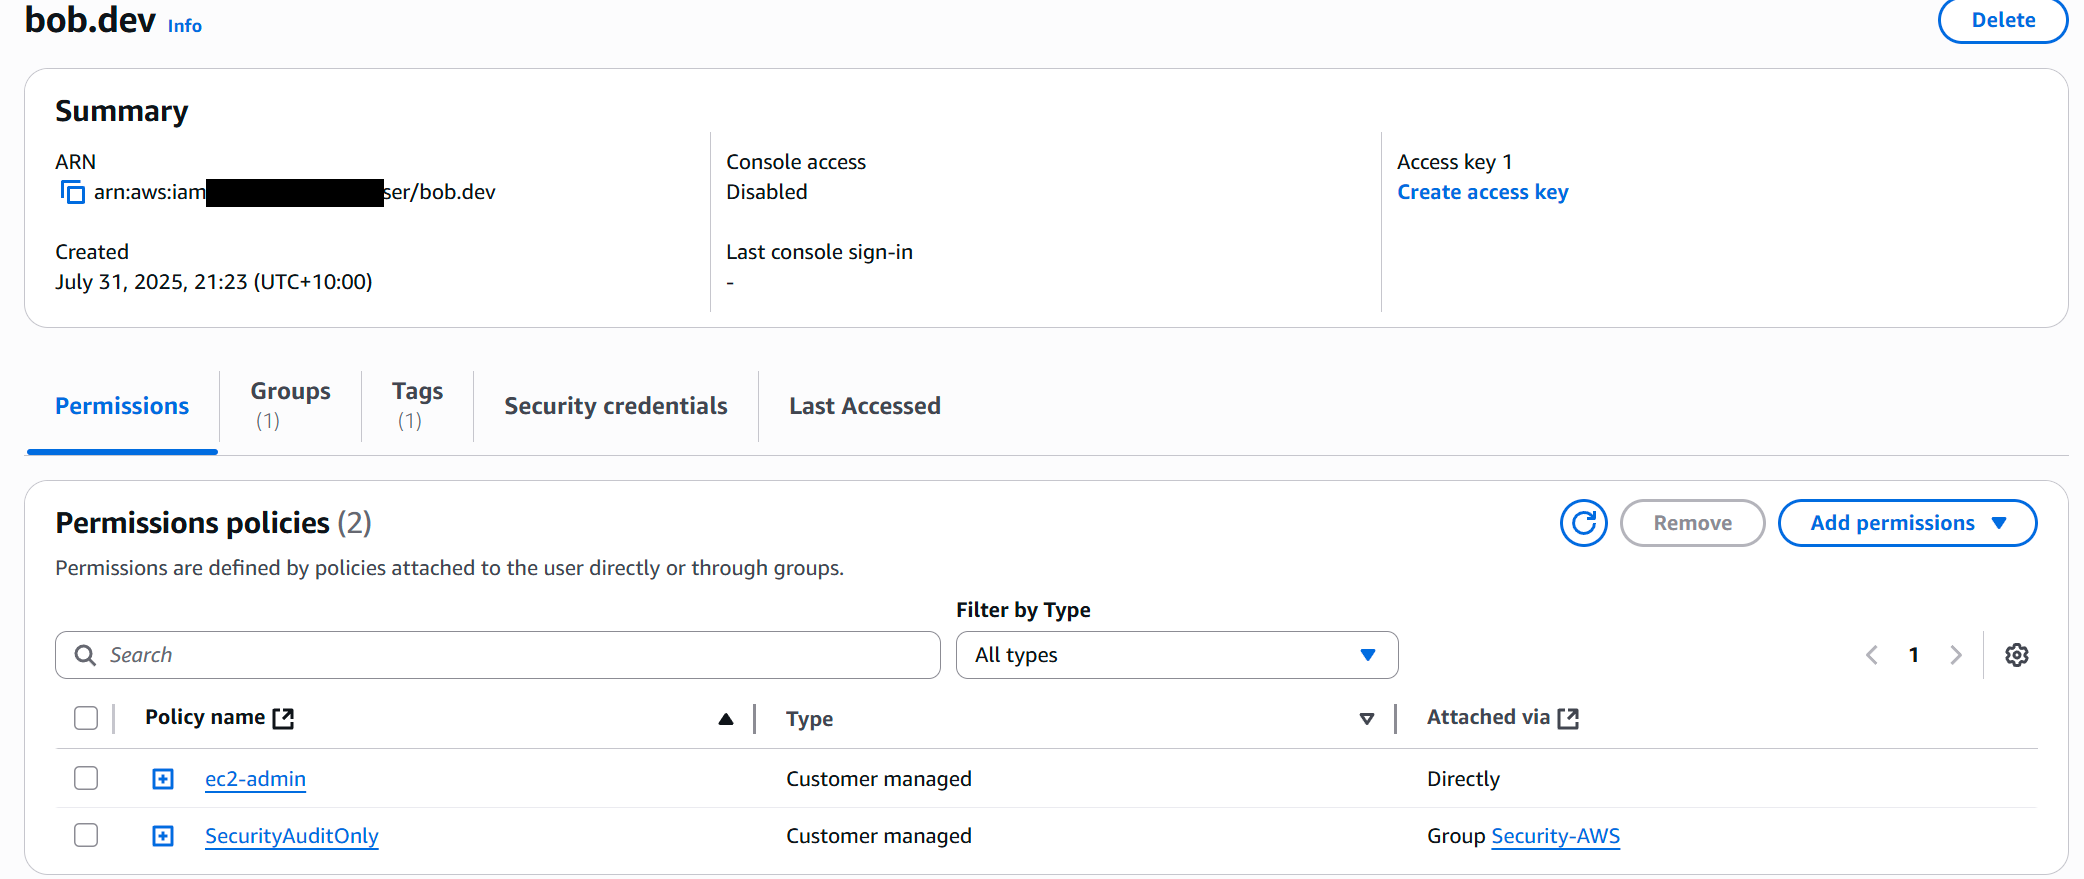 bob.dev Info
Delete
Summary
ARN
arn:aws:iam ser/bob.dev
Created
July 31, 2025, 21:23 (UTC+10:00)
Console access
Disabled
Last console sign-in
-
Access key 1
Create access key
Permissions
Groups
(1)
Tags
(1)
Security credentials
Last Accessed
Permissions policies (2)
Remove
Add permissions
Permissions are defined by policies attached to the user directly or through groups.
Filter by Type
Search
All types
1
Policy name
Type
Attached via
ec2-admin
Customer managed
Directly
SecurityAuditOnly
Customer managed
Group Security-AWS